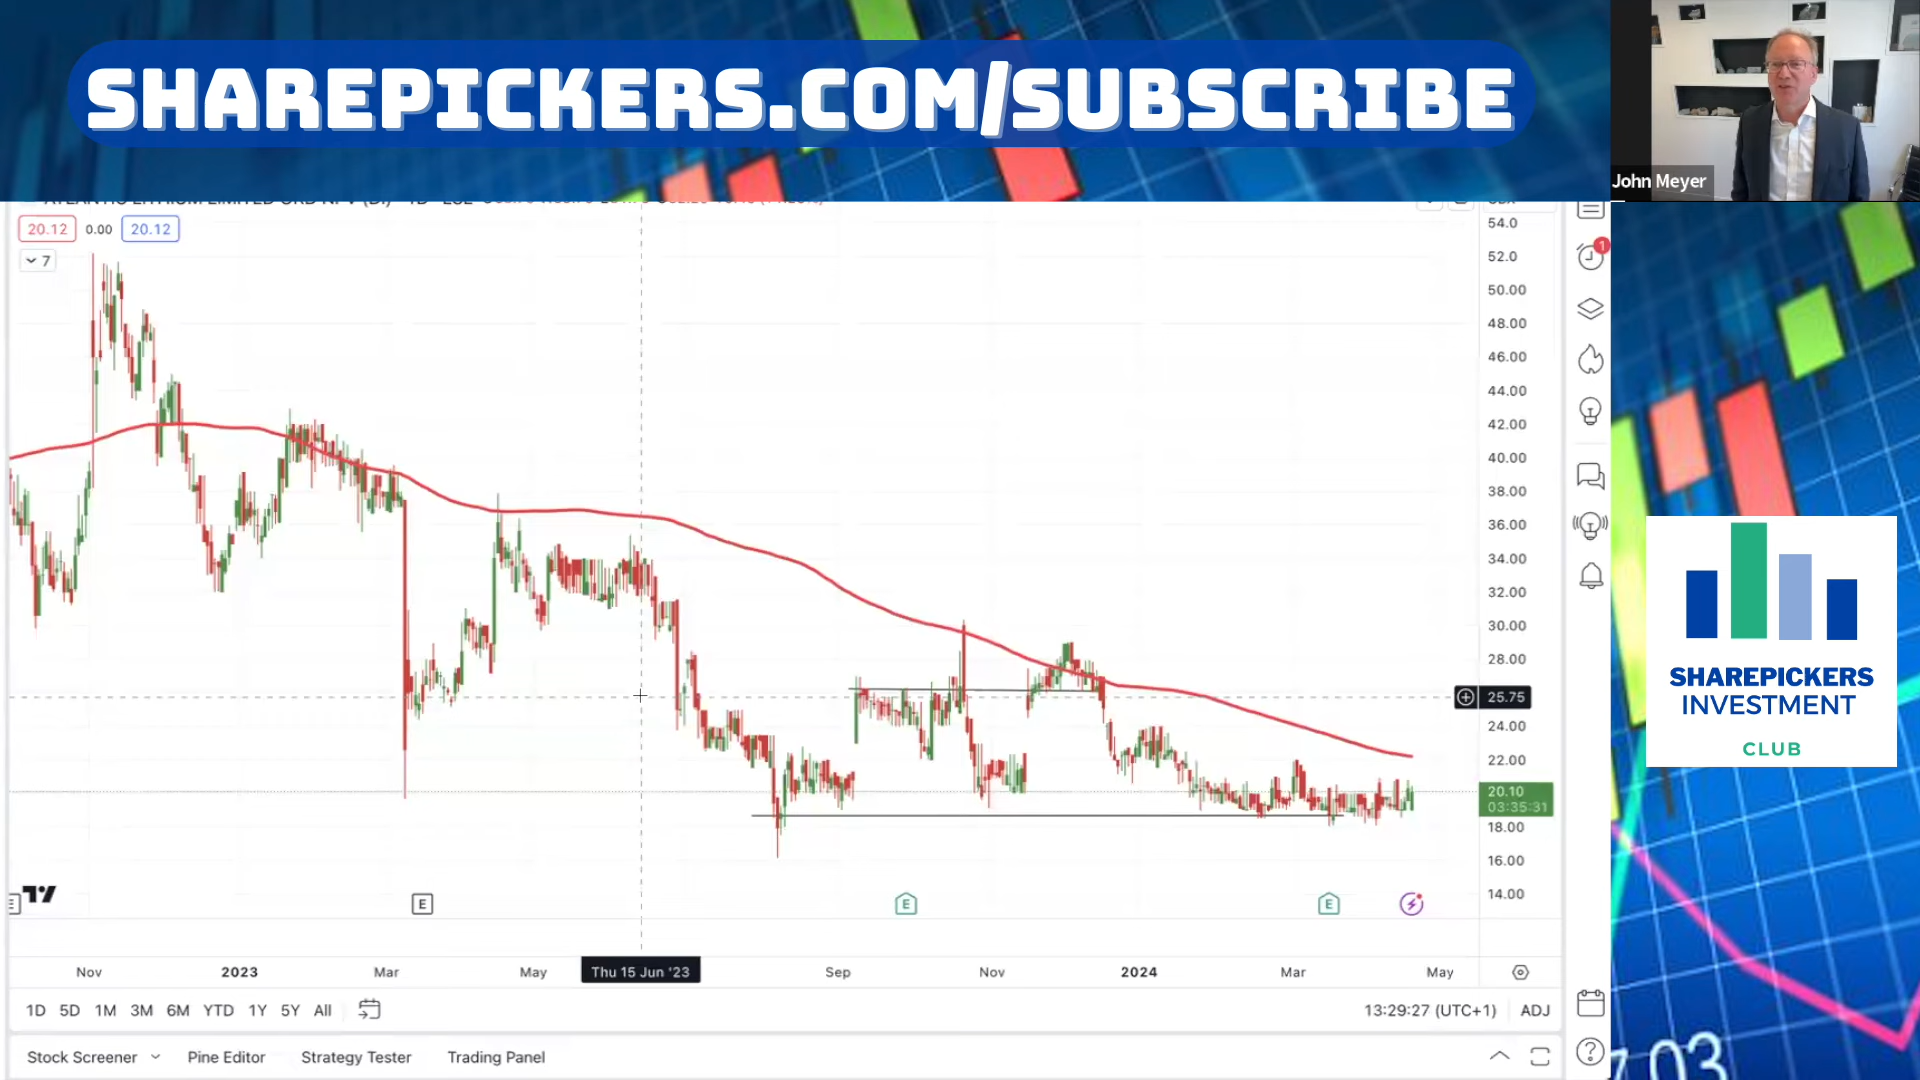 SHAREPICKERS.COM/SUBSCRIBE
John Meyer
20.12 0.00 20.12
7
54.0
52.0
50.00
48.00
46.00
44.00
42.00
40.00
38.00
36.00
34.00
32.00
30.00
28.00
25.75
24.00
22.00
20.10
03:35:31
18.00
16.00
14.00
1
E
E
E
E
Nov 2023 Mar May Thu 15 Jun '23 Sep Nov 2024 Mar May
1D 5D 1M 3M 6M YTD 1Y 5Y All
13:29:27 (UTC+1) ADJ
Stock Screener Pine Editor Strategy Tester Trading Panel
?
SHAREPICKERS
INVESTMENT
CLUB
7.03